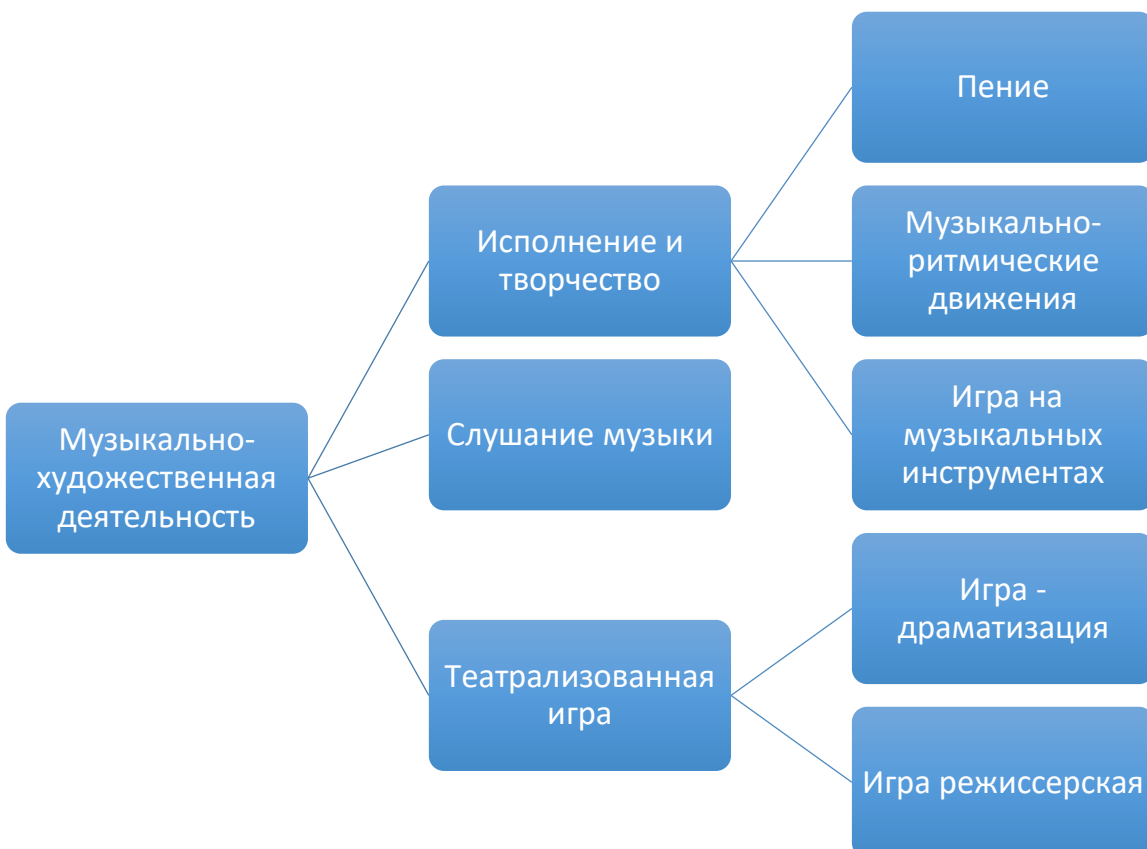 Музыкально-
художественная
деятельность
Исполнение и
творчество
Слушание музыки
Театрализованная
игра
Пение
Музыкально-
ритмические
движения
Игра на
музыкальных
инструментах
Игра -
драматизация
Игра режиссерская